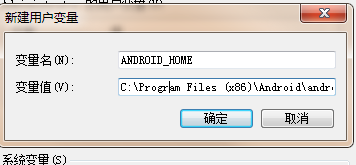 新建用户变量
变量名(N):
ANDROID_HOME
变量值(V):
C:\Program Files (x86)\Android\andro
确定
取消
系统变量(S)